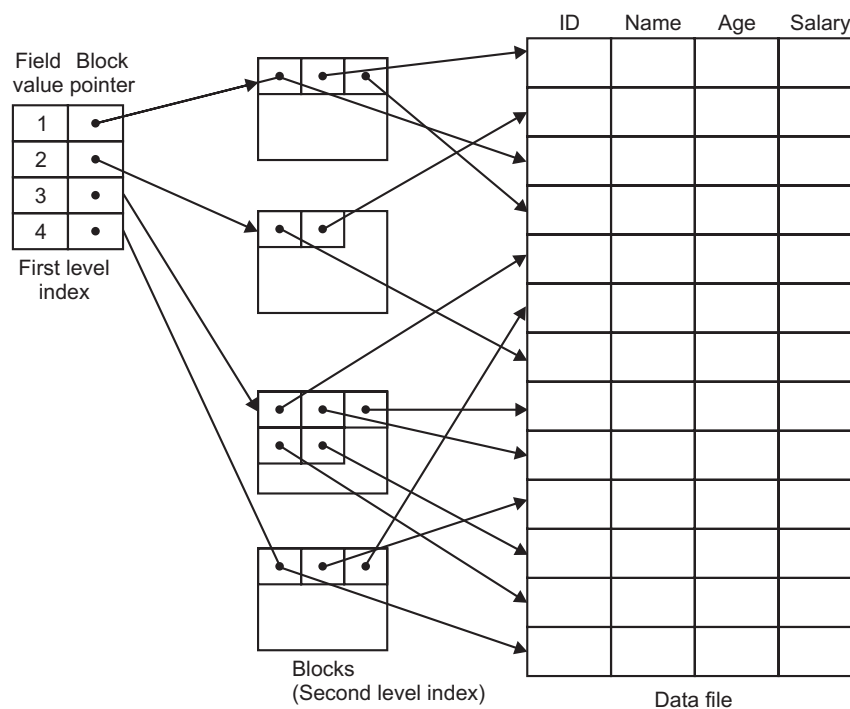 ID Name Age Salary
Field Block
value pointer
1
2
3
4
First level
index
Blocks
(Second level index)
Data file